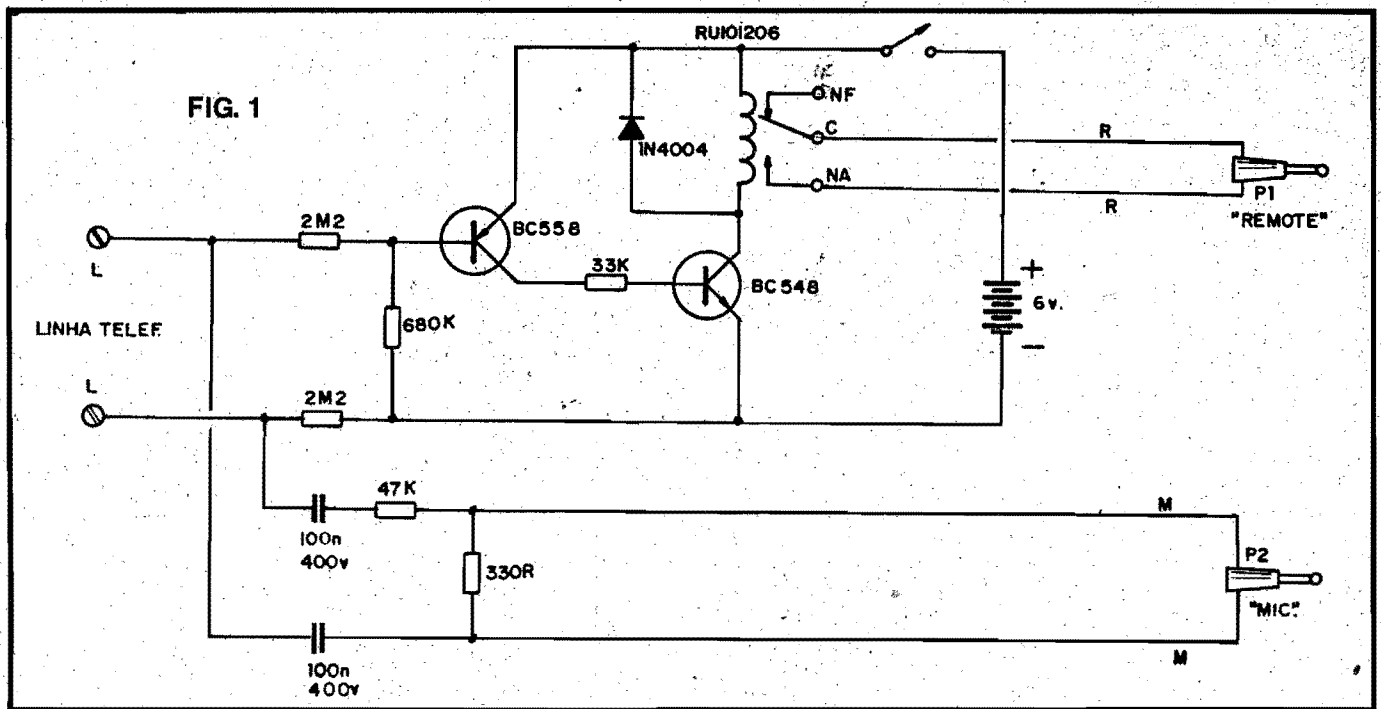 RU101206
FIG. 1
NF
1N4004
C
R
NA
R
P1
"REMOTE"
2M2
BC558
L
33K
BC548
+
6v.
−
LINHA TELEF.
680K
L
2M2
47K
M
100n
400v
330R
P2
"MIC".
100n
400v
M